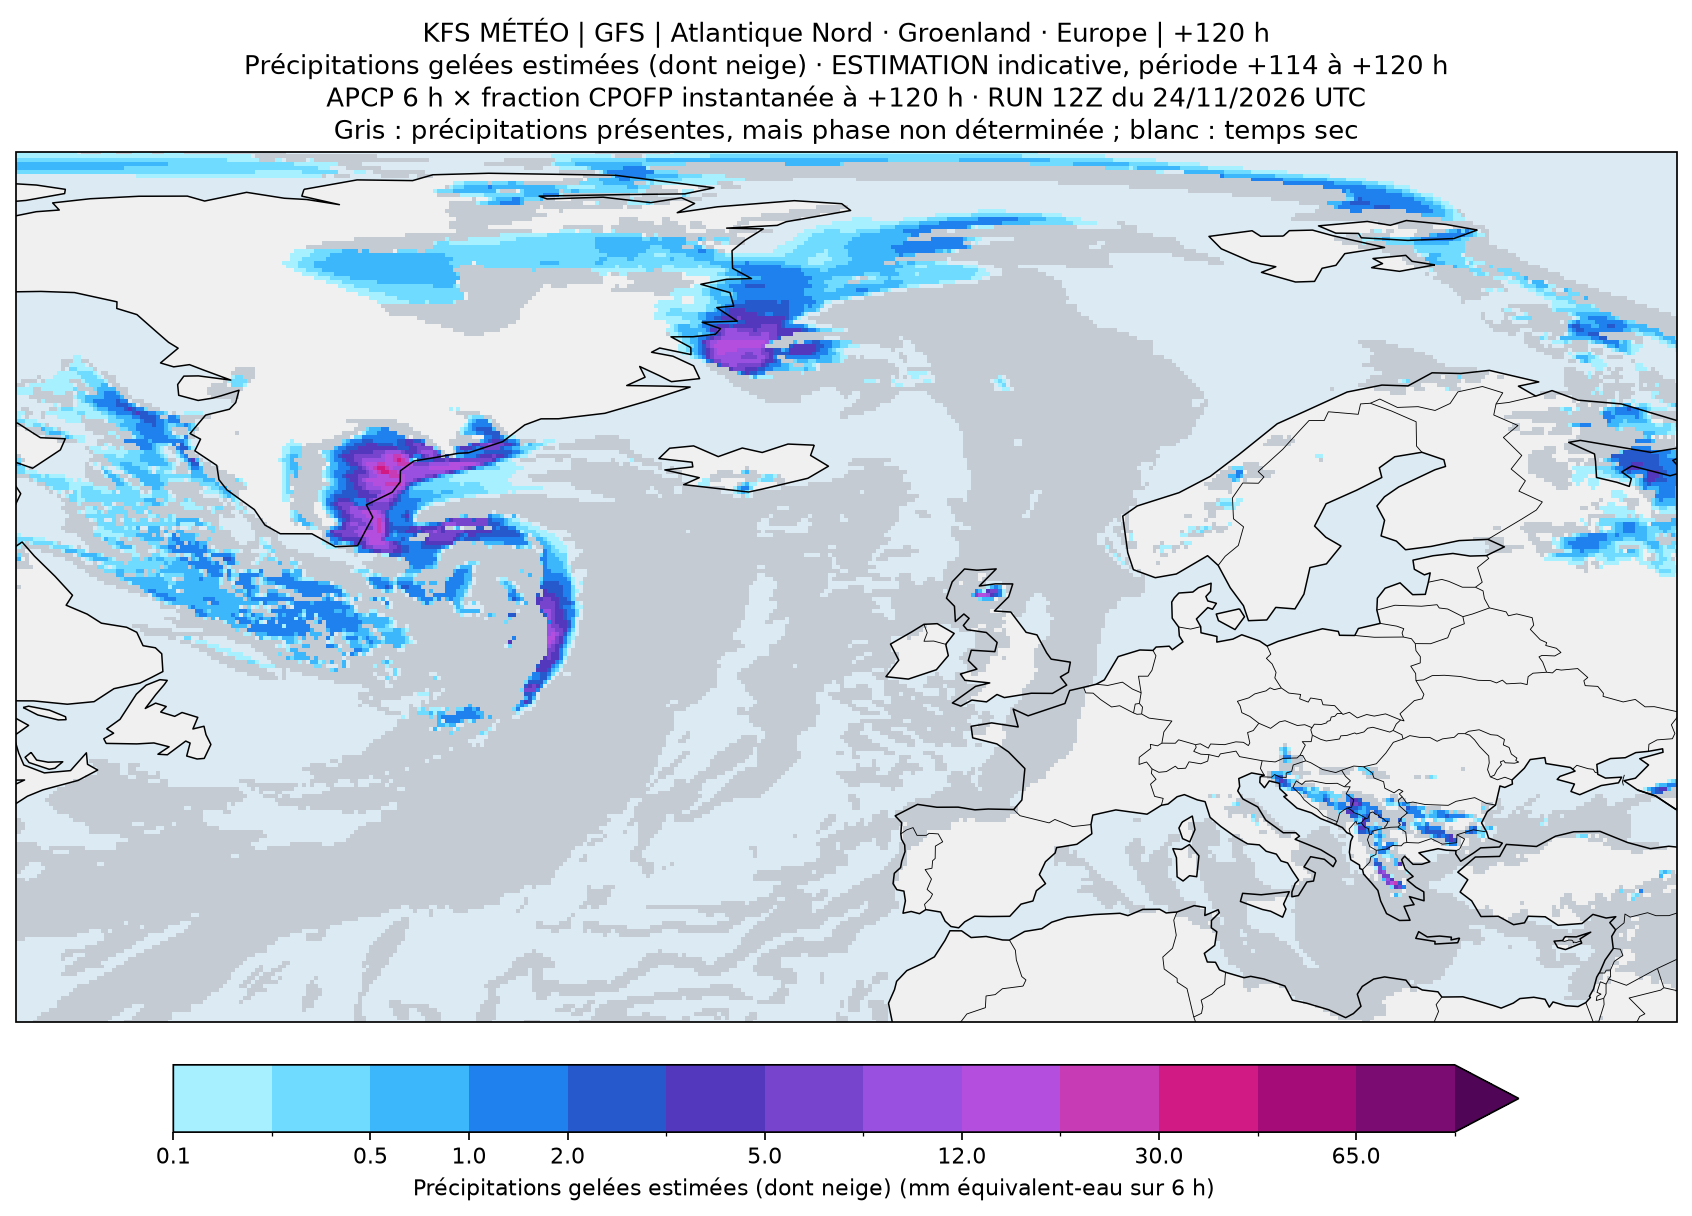 KFS MÉTÉO | GFS | Atlantique Nord · Groenland · Europe | +120 h
Précipitations gelées estimées (dont neige) · ESTIMATION indicative, période +114 à +120 h
APCP 6 h × fraction CPOFP instantanée à +120 h · RUN 12Z du 24/11/2026 UTC
Gris : précipitations présentes, mais phase non déterminée ; blanc : temps sec
0.1 0.5 1.0 2.0 5.0 12.0 30.0 65.0
Précipitations gelées estimées (dont neige) (mm équivalent-eau sur 6 h)